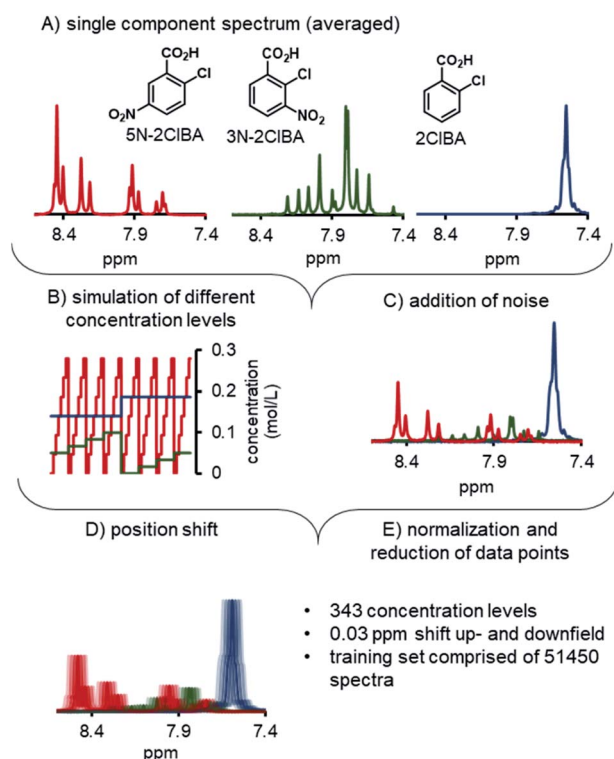 A) single component spectrum (averaged)
CO₂H
Cl
O₂N
5N-2ClBA
CO₂H
Cl
NO₂
3N-2ClBA
CO₂H
Cl
2ClBA
8.4 7.9 7.4
ppm
8.4 7.9 7.4
ppm
8.4 7.9 7.4
ppm
B) simulation of different
concentration levels
0.3
0.2
0.1
0
concentration
(mol/L)
C) addition of noise
8.4 7.9 7.4
ppm
D) position shift
8.4 7.9 7.4
ppm
E) normalization and
reduction of data points
• 343 concentration levels
• 0.03 ppm shift up- and downfield
• training set comprised of 51450
spectra